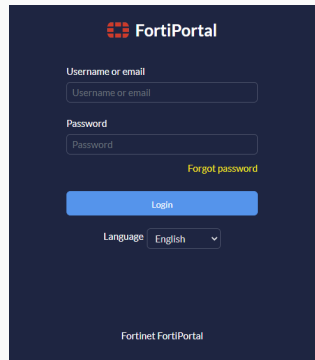 FortiPortal
Username or email
Username or email
Password
Password
Forgot password
Login
Language English
Fortinet FortiPortal